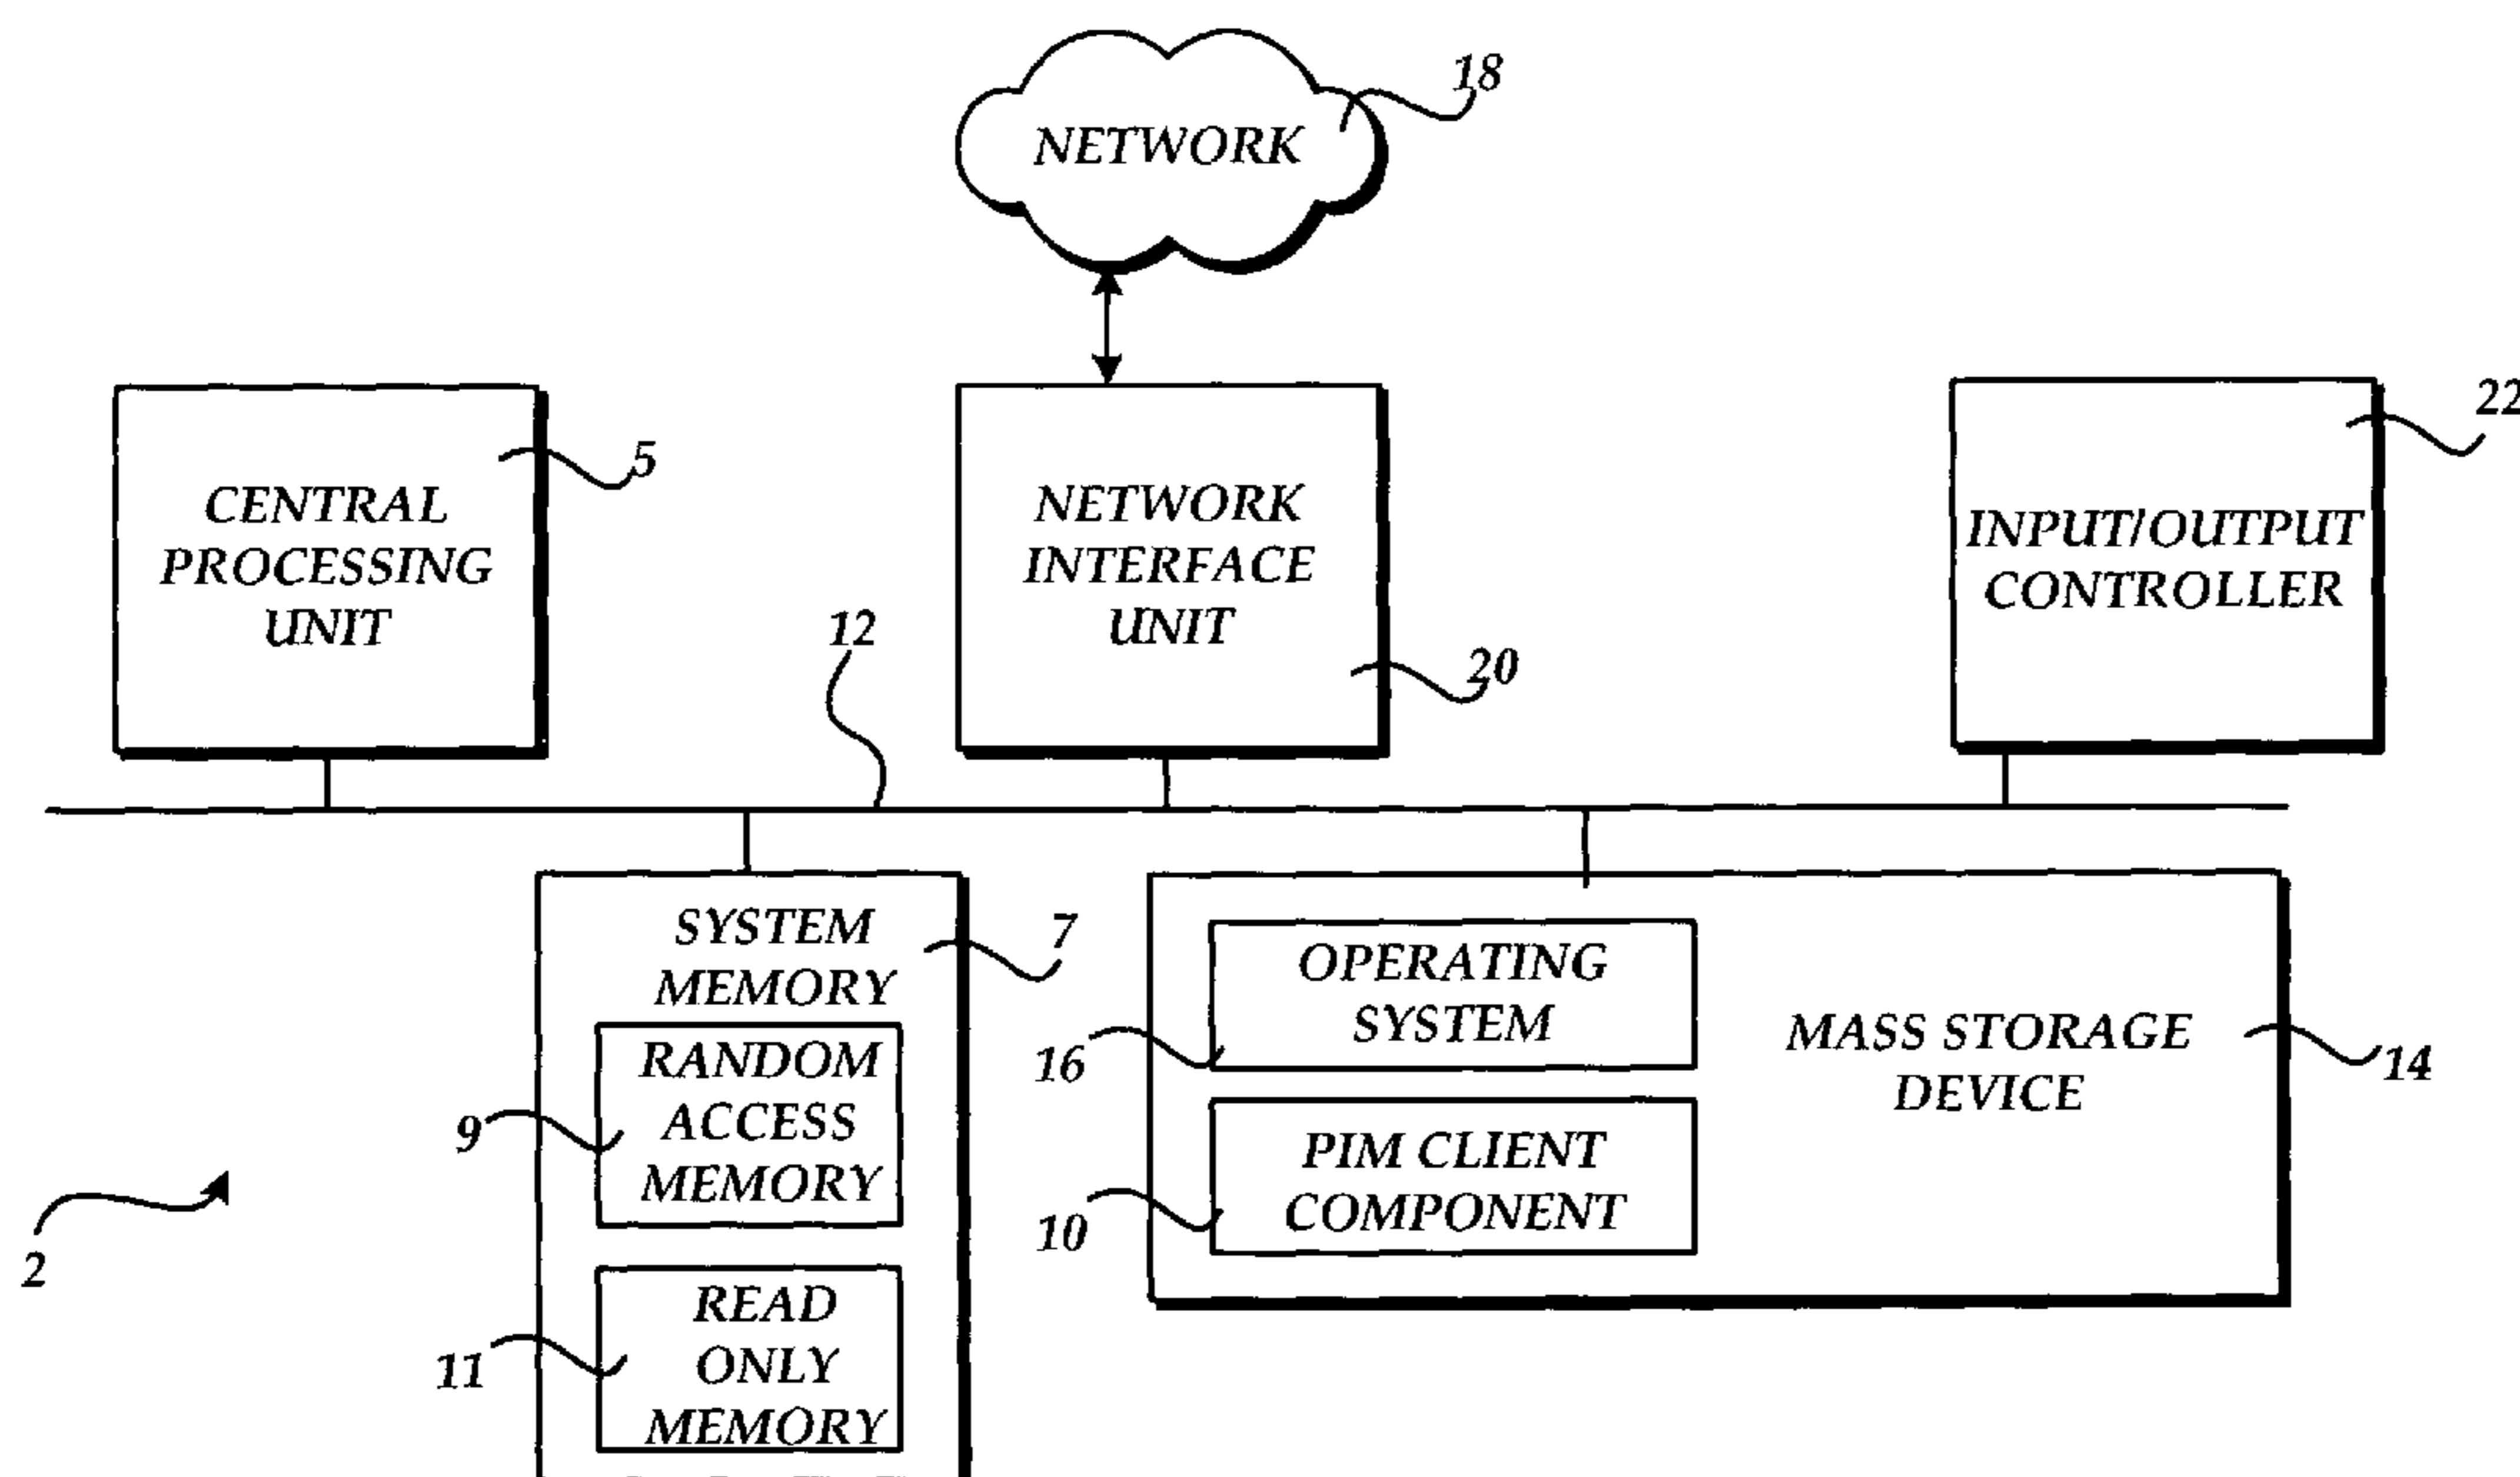 18
NETWORK
22
5
CENTRAL
PROCESSING
UNIT
NETWORK
INTERFACE
UNIT
INPUT/OUTPUT
CONTROLLER
12
20
SYSTEM
MEMORY
7
OPERATING
SYSTEM
16
MASS STORAGE
DEVICE
14
RANDOM
ACCESS
MEMORY
9
PIM CLIENT
COMPONENT
10
2
READ
ONLY
MEMORY
11